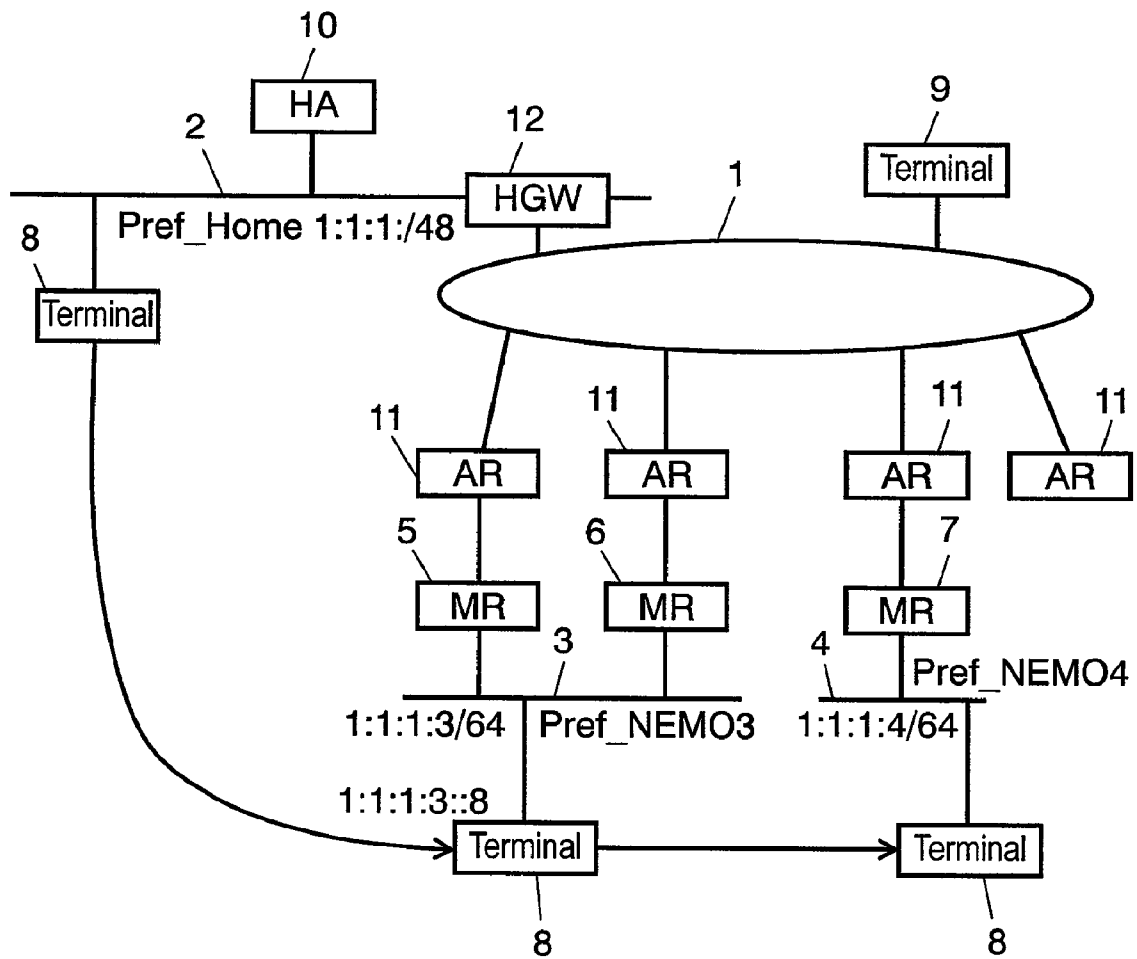 10
HA
2
12
HGW
9
Terminal
1
Pref_Home 1:1:1:/48
8
Terminal
11
AR
11
AR
11
AR
11
AR
5
MR
6
MR
7
MR
3
4
Pref_NEMO4
1:1:1:3/64
Pref_NEMO3
1:1:1:4/64
1:1:1:3::8
Terminal
Terminal
8
8